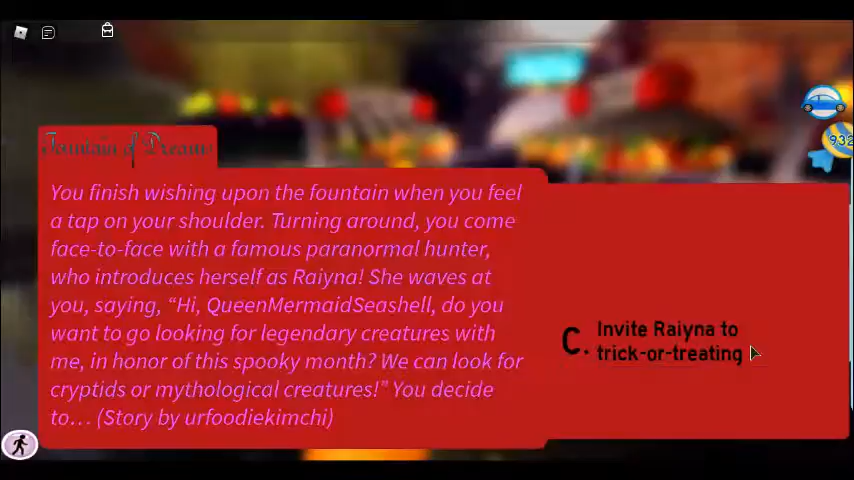 932
Fountain of Dreams
You finish wishing upon the fountain when you feel
a tap on your shoulder. Turning around, you come
face-to-face with a famous paranormal hunter,
who introduces herself as Raiyna! She waves at
you, saying, “Hi, QueenMermaidSeashell, do you
want to go looking for legendary creatures with
me, in honor of this spooky month? We can look for
cryptids or mythological creatures!” You decide
to… (Story by urfoodiekimchi)
C. Invite Raiyna to
trick-or-treating